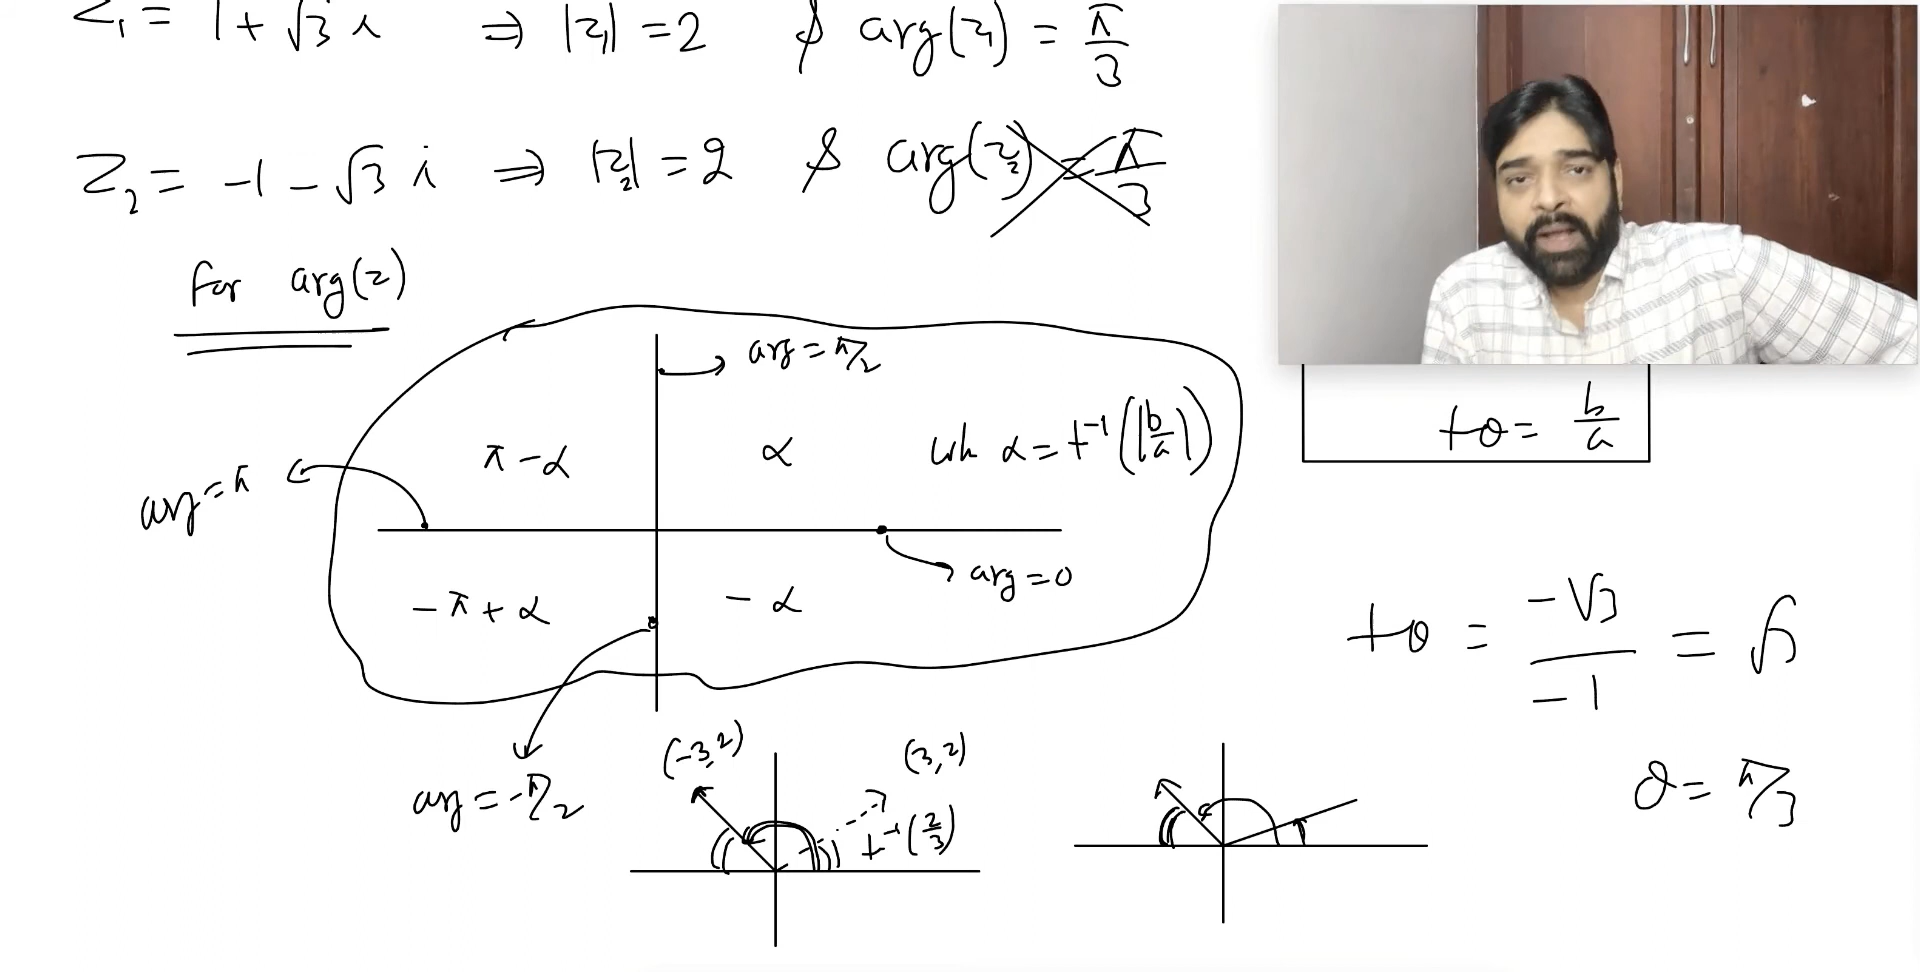 Z₁ = 1 + √3 i ⇒ |z₁| = 2 & arg(z₁) = π/3
Z₂ = -1 - √3 i ⇒ |z₂| = 2 & arg(z₂) = π/3
for arg(z)
arg = π/2
π - α
α
wh α = t⁻¹(|b/a|)
tθ = b/a
arg = π
arg = 0
-π + α
- α
tθ = -√3/-1 = √3
(-3,2)
(3,2)
arg = -π/2
t⁻¹(2/3)
θ = π/3